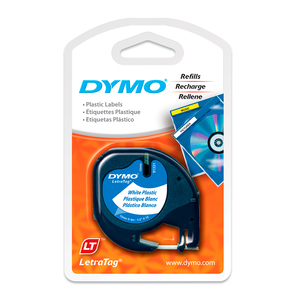 DYMO
Refills
Recharge
Rellene
• Plastic Labels
• Étiquettes Plastique
• Etiquetas Plástico
DYMO
LetraTag
White Plastic
Plastique Blanc
Plástico Blanco
LT
LetraTag
www.dymo.com